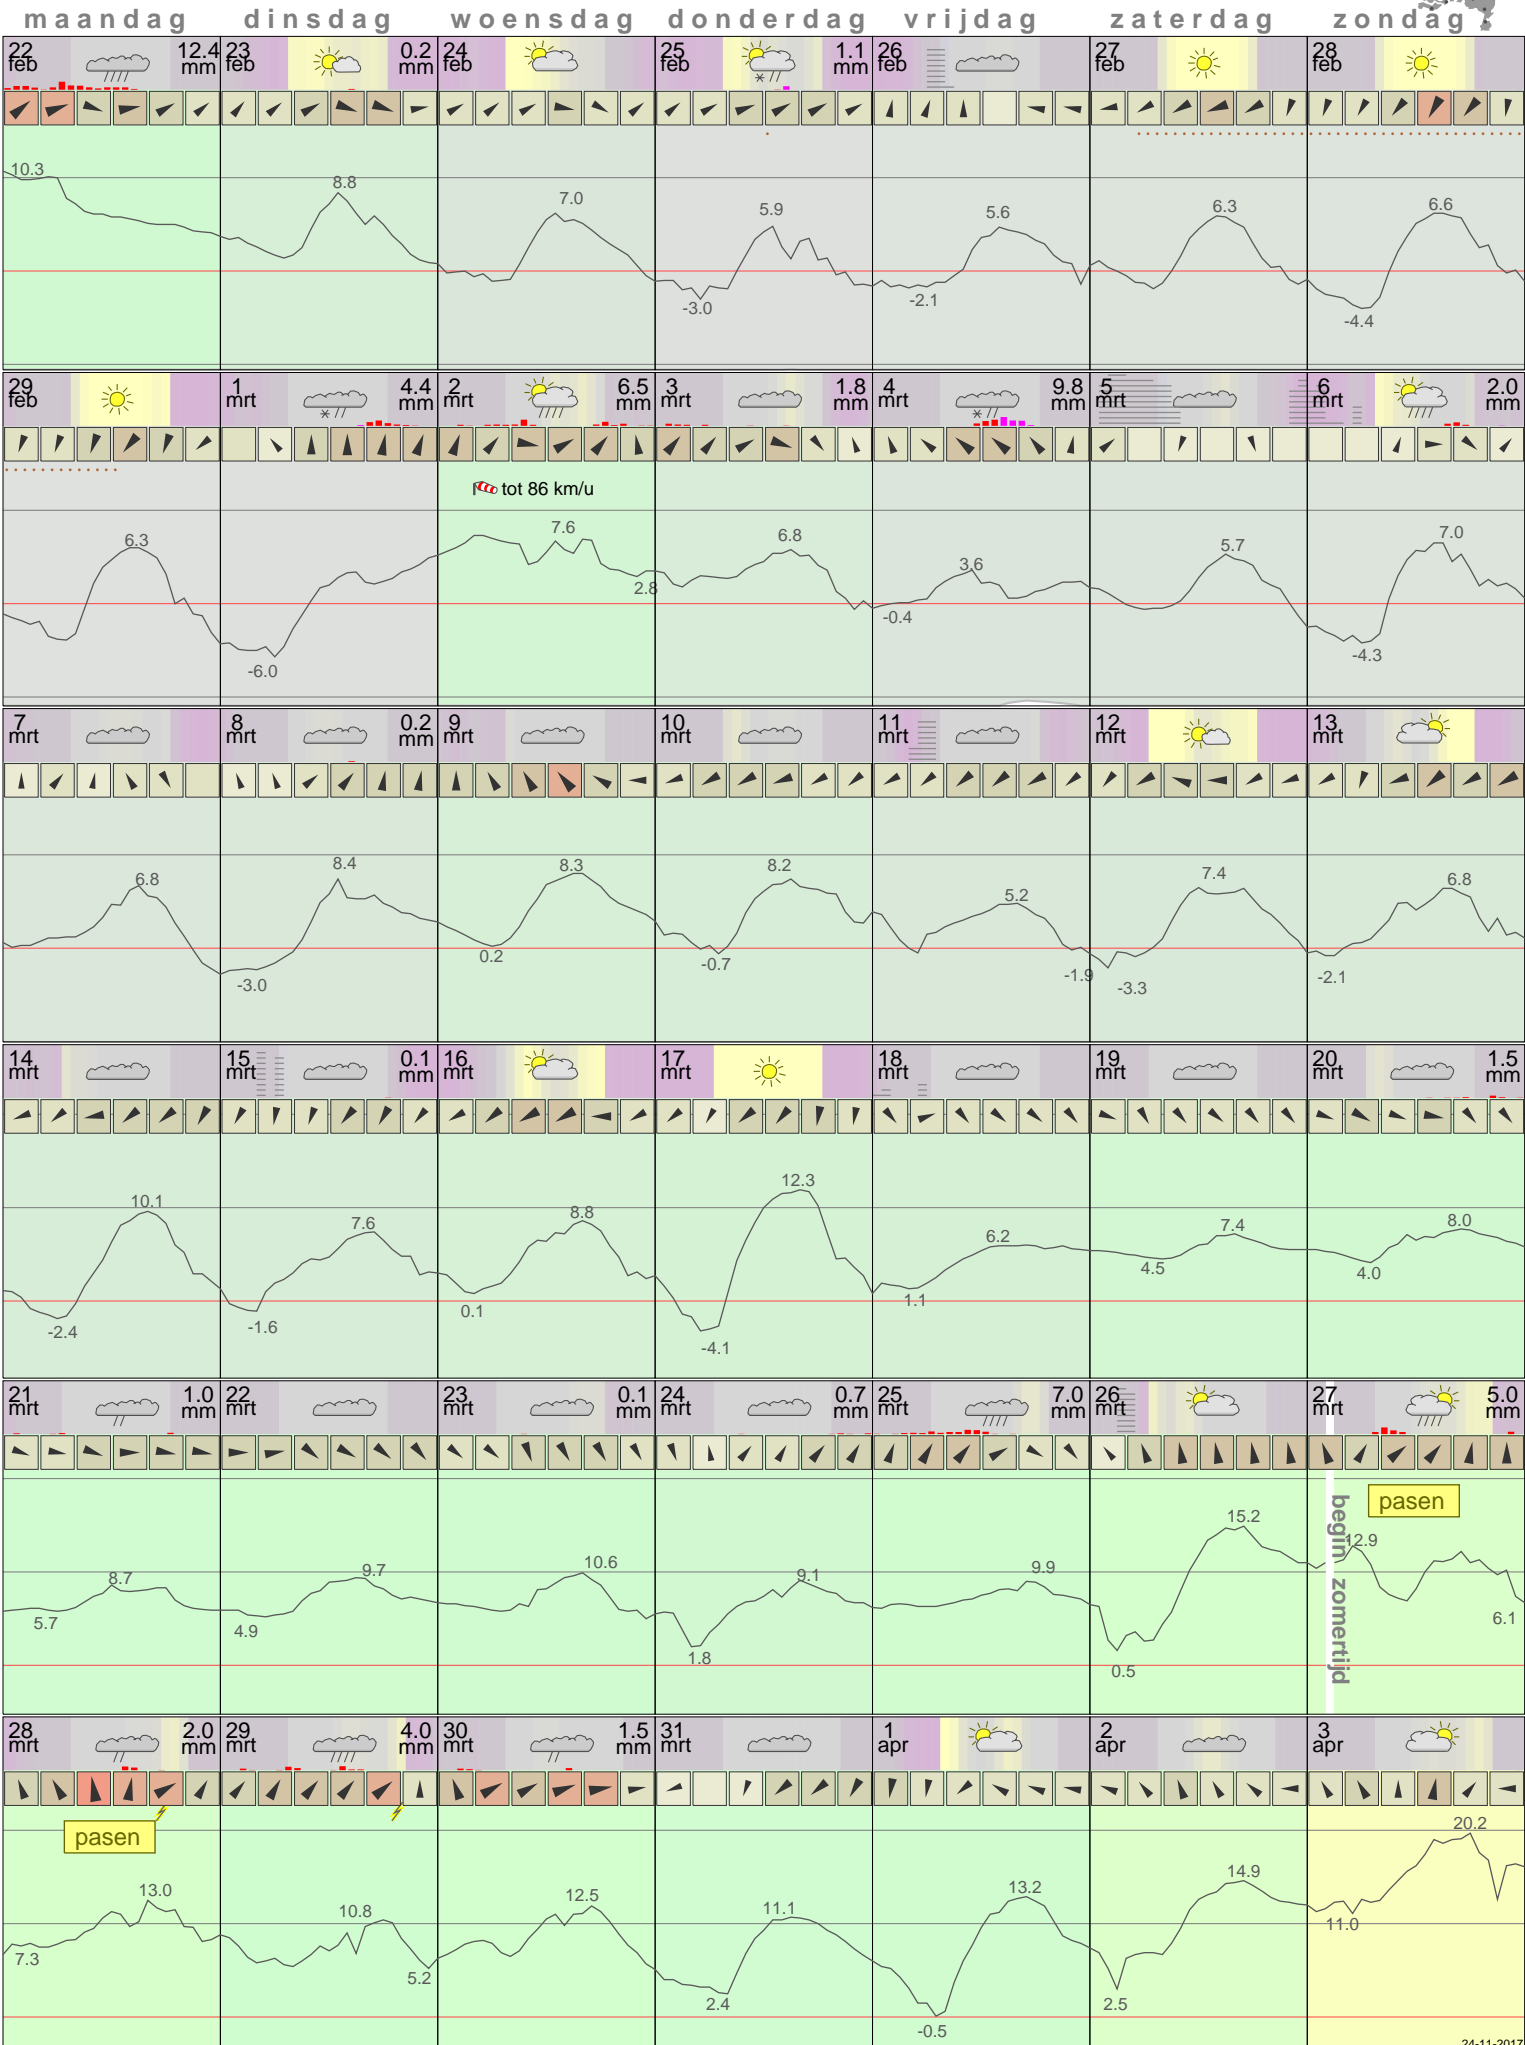 maandag dinsdag woensdag donderdag vrijdag zaterdag zondag
22 feb 12.4 mm 23 feb 0.2 mm 24 feb 25 feb 1.1 mm 26 feb 27 feb 28 feb
10.3 8.8 7.0 5.9 5.6 6.3 6.6
-3.0 -2.1 -4.4
29 feb 1 mrt 4.4 mm 2 mrt 6.5 mm 3 mrt 1.8 mm 4 mrt 9.8 mm 5 mrt 6 mrt 2.0 mm
tot 86 km/u
6.3 7.6 6.8 3.6 5.7 7.0
-6.0 2.8 -0.4 -4.3
7 mrt 8 mrt 0.2 mm 9 mrt 10 mrt 11 mrt 12 mrt 13 mrt
6.8 8.4 8.3 8.2 5.2 7.4 6.8
-3.0 0.2 -0.7 -1.9 -3.3 -2.1
14 mrt 15 mrt 0.1 mm 16 mrt 17 mrt 18 mrt 19 mrt 20 mrt 1.5 mm
10.1 7.6 8.8 12.3 6.2 7.4 8.0
-2.4 -1.6 0.1 -4.1 1.1 4.5 4.0
21 mrt 1.0 mm 22 mrt 23 mrt 0.1 mm 24 mrt 0.7 mm 25 mrt 7.0 mm 26 mrt 27 mrt 5.0 mm
pasen
begin zomertijd
8.7 9.7 10.6 9.1 9.9 15.2 12.9
5.7 4.9 1.8 0.5 6.1
28 mrt 2.0 mm 29 mrt 4.0 mm 30 mrt 1.5 mm 31 mrt 1 apr 2 apr 3 apr
pasen
13.0 10.8 12.5 11.1 13.2 14.9 20.2
7.3 5.2 2.4 -0.5 2.5 11.0
24-11-2017